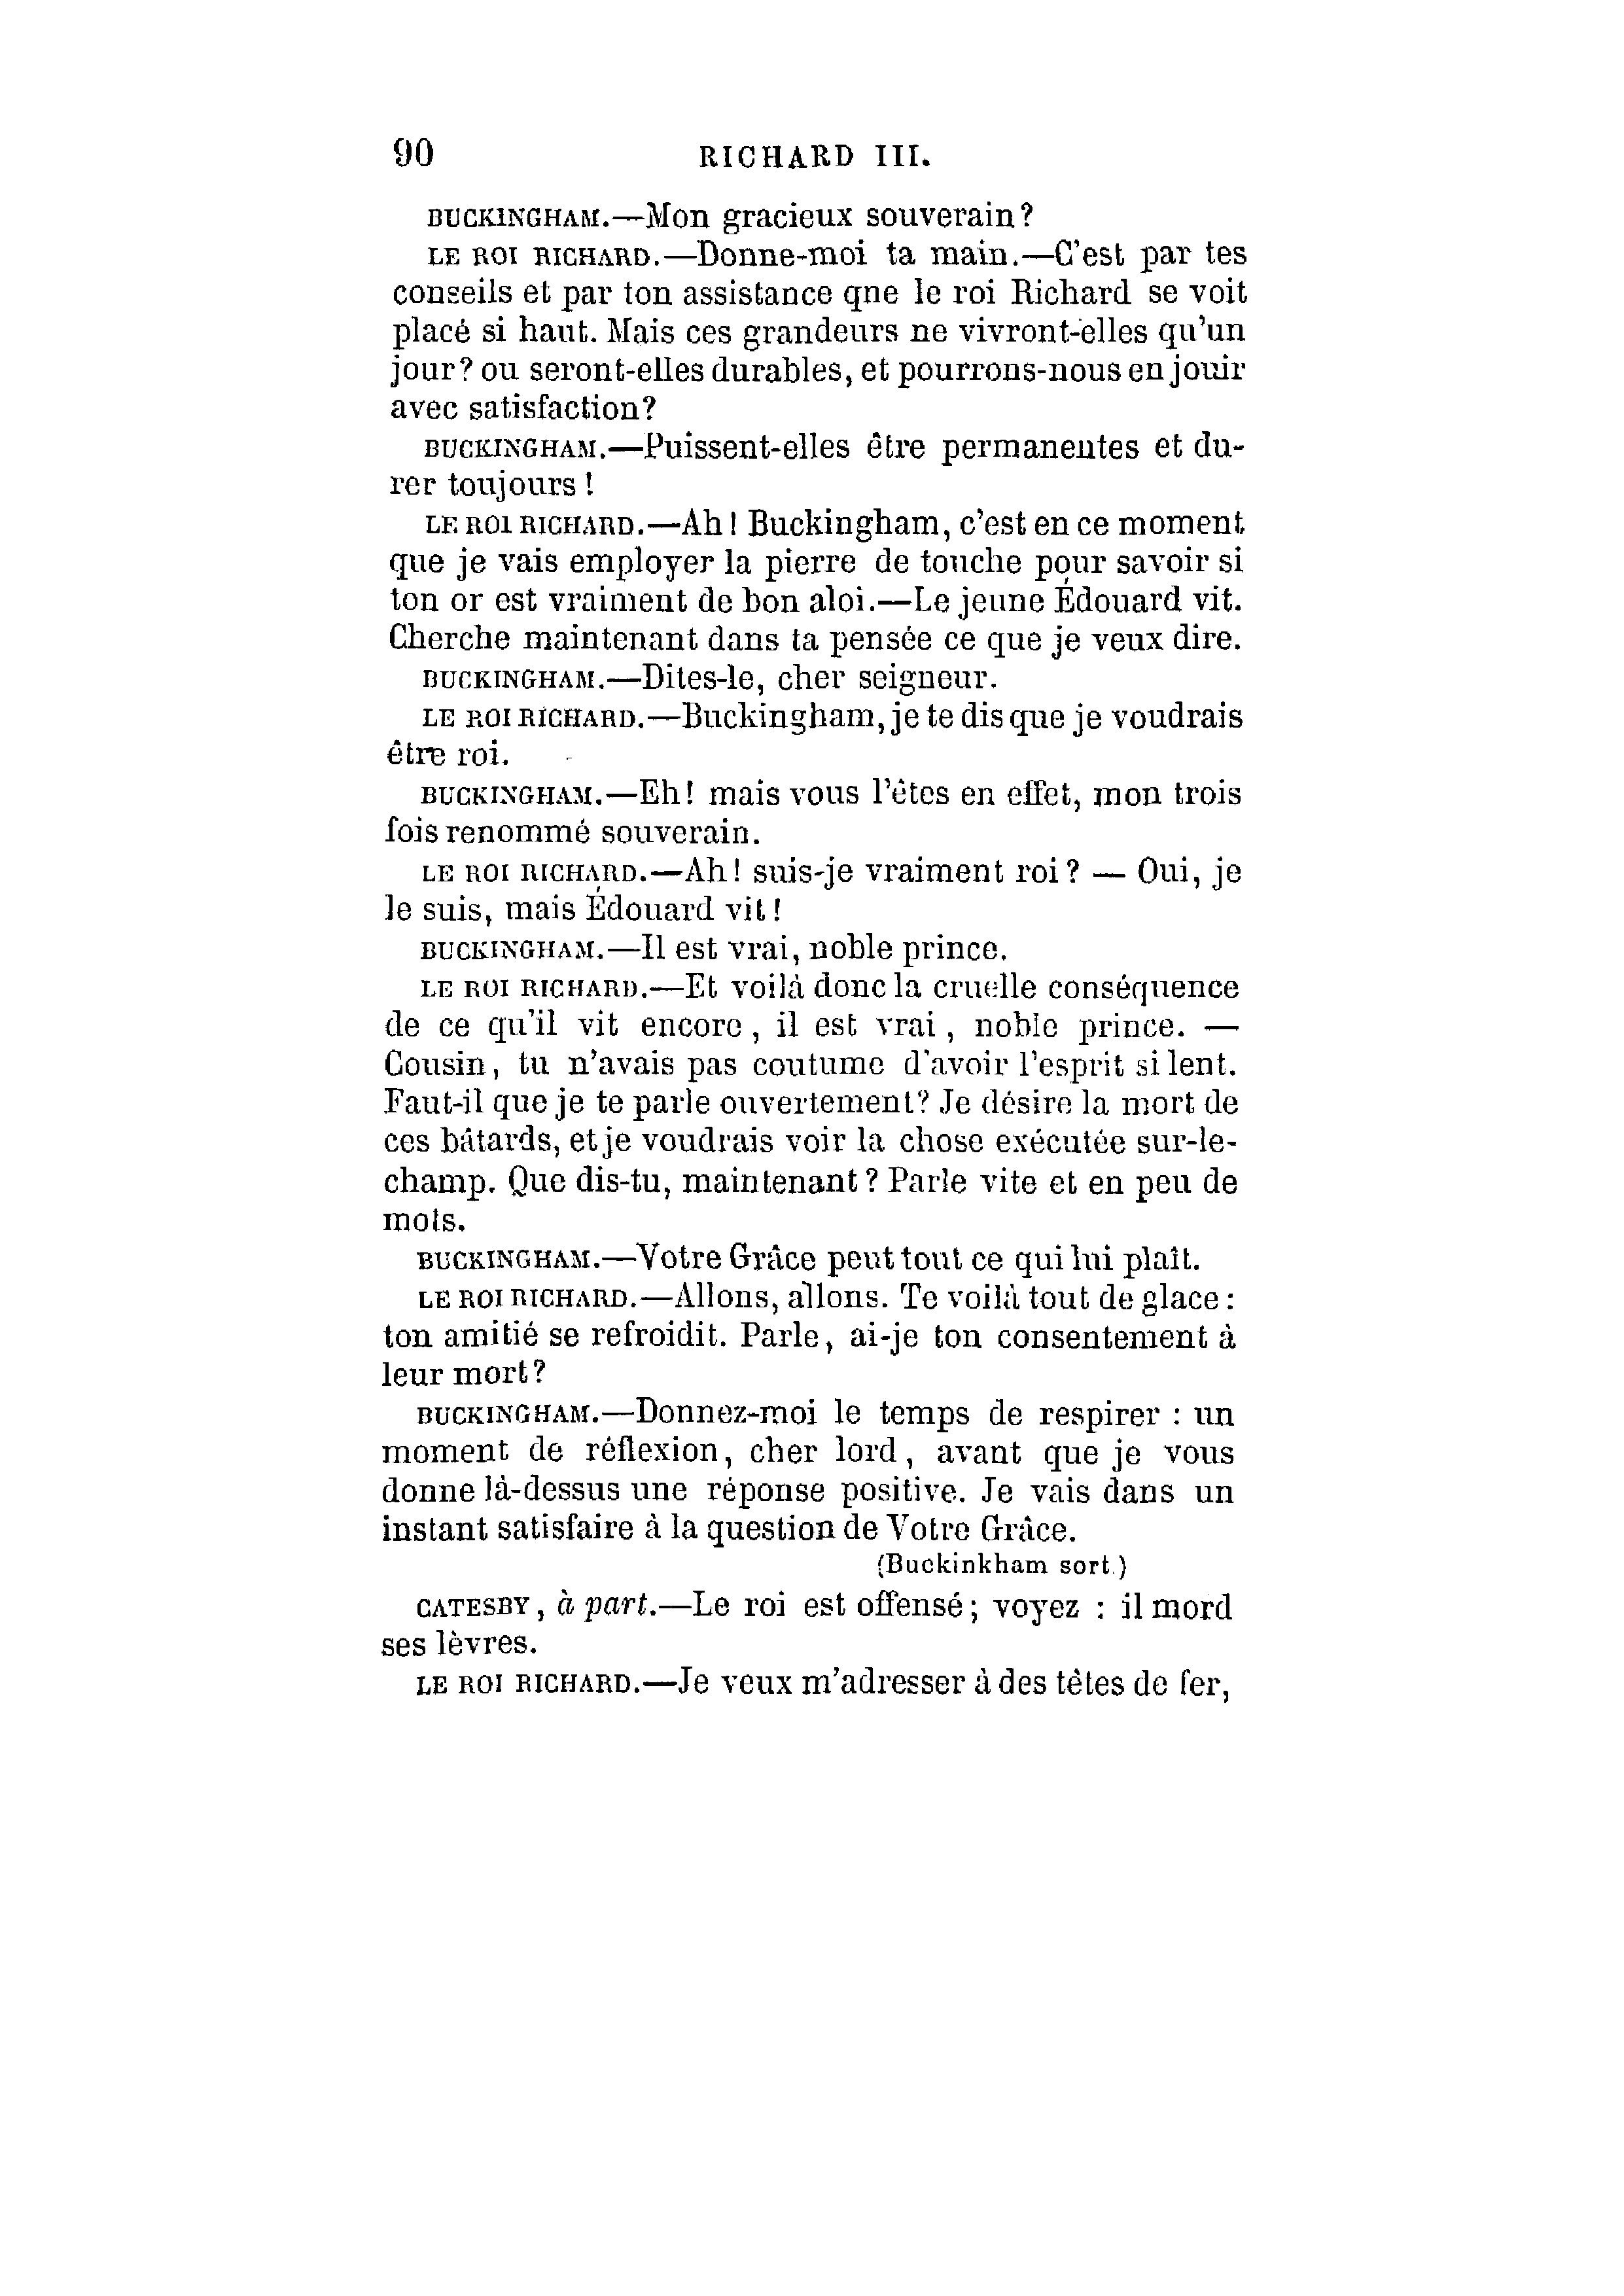 90 RICHARD III.
BUCKINGHAM.—Mon gracieux souverain?
LE ROI RICHARD.—Donne-moi ta main.—C'est par tes
conseils et par ton assistance qne le roi Richard se voit
placé si haut. Mais ces grandeurs ne vivront-elles qu'un
jour? ou seront-elles durables, et pourrons-nous en jouir
avec satisfaction?
BUCKINGHAM.—Puissent-elles être permanentes et du-
rer toujours!
LE ROI RICHARD.—Ah! Buckingham, c'est en ce moment
que je vais employer la pierre de touche pour savoir si
ton or est vraiment de bon aloi.—Le jeune Édouard vit.
Cherche maintenant dans ta pensée ce que je veux dire.
BUCKINGHAM.—Dites-le, cher seigneur.
LE ROI RICHARD.—Buckingham, je te dis que je voudrais
être roi.
BUCKINGHAM.—Eh! mais vous l'êtes en effet, mon trois
fois renommé souverain.
LE ROI RICHARD.—Ah! suis-je vraiment roi? — Oui, je
le suis, mais Édouard vit!
BUCKINGHAM.—Il est vrai, noble prince.
LE ROI RICHARD.—Et voilà donc la cruelle conséquence
de ce qu'il vit encore, il est vrai, noble prince. —
Cousin, tu n'avais pas coutume d'avoir l'esprit si lent.
Faut-il que je te parle ouvertement? Je désire la mort de
ces bâtards, et je voudrais voir la chose exécutée sur-le-
champ. Que dis-tu, maintenant? Parle vite et en peu de
mots.
BUCKINGHAM.—Votre Grâce peut tout ce qui lui plaît.
LE ROI RICHARD.—Allons, allons. Te voilà tout de glace:
ton amitié se refroidit. Parle, ai-je ton consentement à
leur mort?
BUCKINGHAM.—Donnez-moi le temps de respirer : un
moment de réflexion, cher lord, avant que je vous
donne là-dessus une réponse positive. Je vais dans un
instant satisfaire à la question de Votre Grâce.
(Buckinkham sort.)
CATESBY, à part.—Le roi est offensé; voyez : il mord
ses lèvres.
LE ROI RICHARD.—Je veux m'adresser à des têtes de fer,